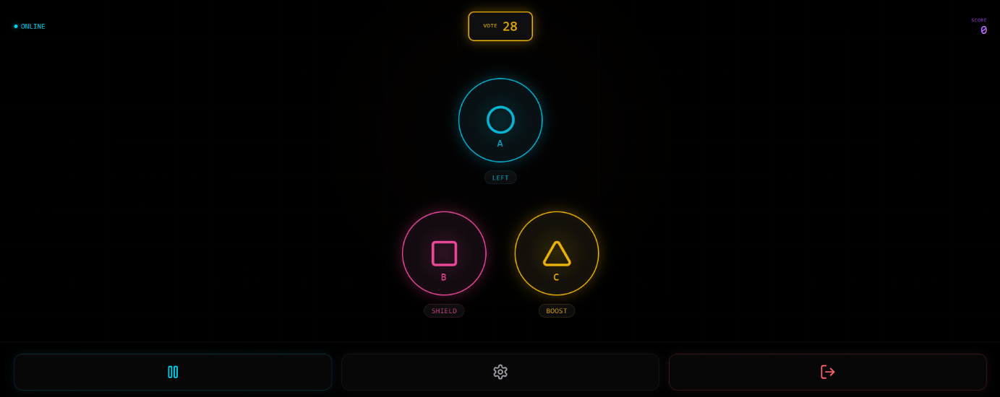 ONLINE
VOTE 28
SCORE
0
A
LEFT
B
C
SHIELD
BOOST